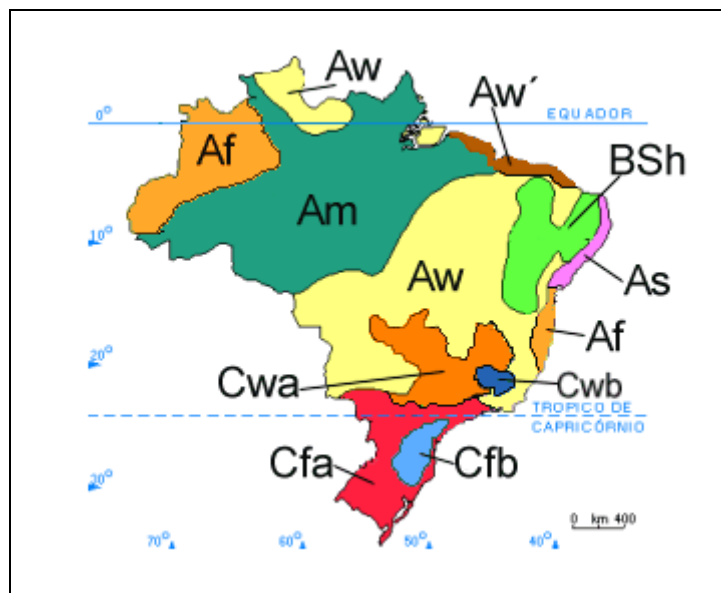 Aw
Aw´
0°
EQUADOR
Af
BSh
Am
10°
Aw
As
Af
20°
Cwa
Cwb
TROPICO DE
CAPRICÓRNIO
Cfa
Cfb
30°
0 km 400
70°
60°
50°
40°